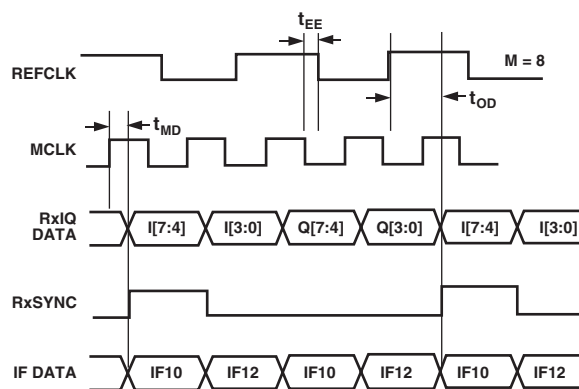 tEE
REFCLK
M = 8
tMD
tOD
MCLK
RxIQ
DATA
I[7:4] I[3:0] Q[7:4] Q[3:0] I[7:4] I[3:0]
RxSYNC
IF DATA
IF10 IF12 IF10 IF12 IF10 IF12